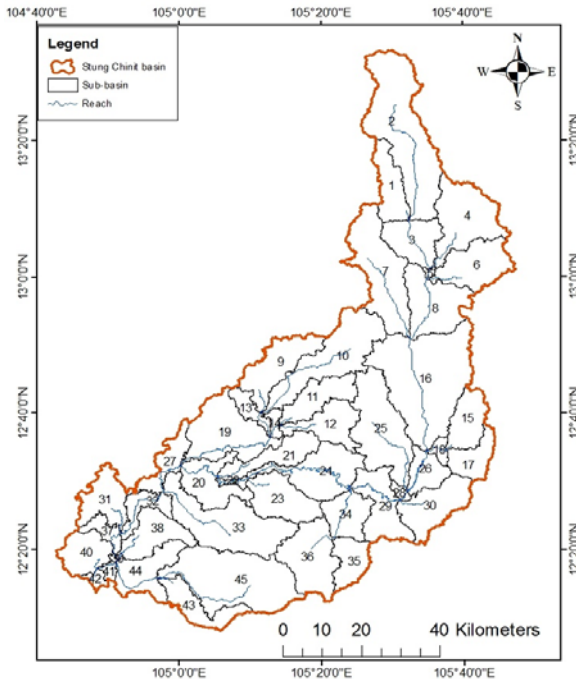 104°40'0"E 105°0'0"E 105°20'0"E 105°40'0"E
Legend
Stung Chinit basin
Sub-basin
Reach
N
W E
S
13°20'0"N 13°20'0"N
13°0'0"N 13°0'0"N
12°40'0"N 12°40'0"N
12°20'0"N 12°20'0"N
2
1
4
3
6
7
8
9 10
16
11
13
15
14 12
25
19
21
27 26 17
20 24
28
23 29 30
31
33
34
37 38
40 36 35
41 44
42 45
43
0 10 20 40 Kilometers
105°0'0"E 105°20'0"E 105°40'0"E